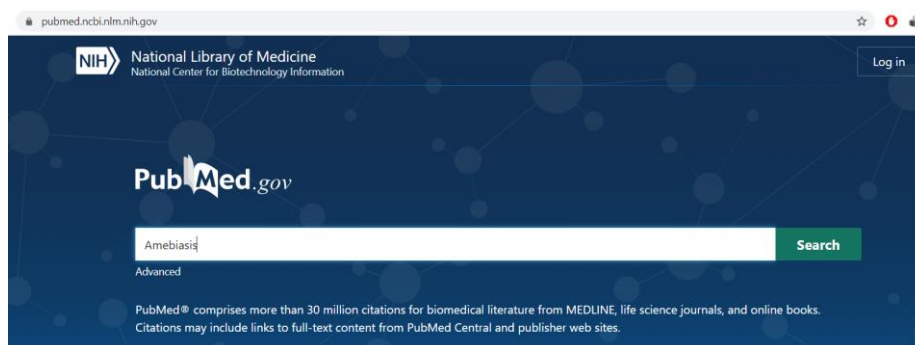 pubmed.ncbi.nlm.nih.gov
NIH National Library of Medicine
National Center for Biotechnology Information
Log in
PubMed.gov
Amebiasis
Search
Advanced
PubMed® comprises more than 30 million citations for biomedical literature from MEDLINE, life science journals, and online books.
Citations may include links to full-text content from PubMed Central and publisher web sites.